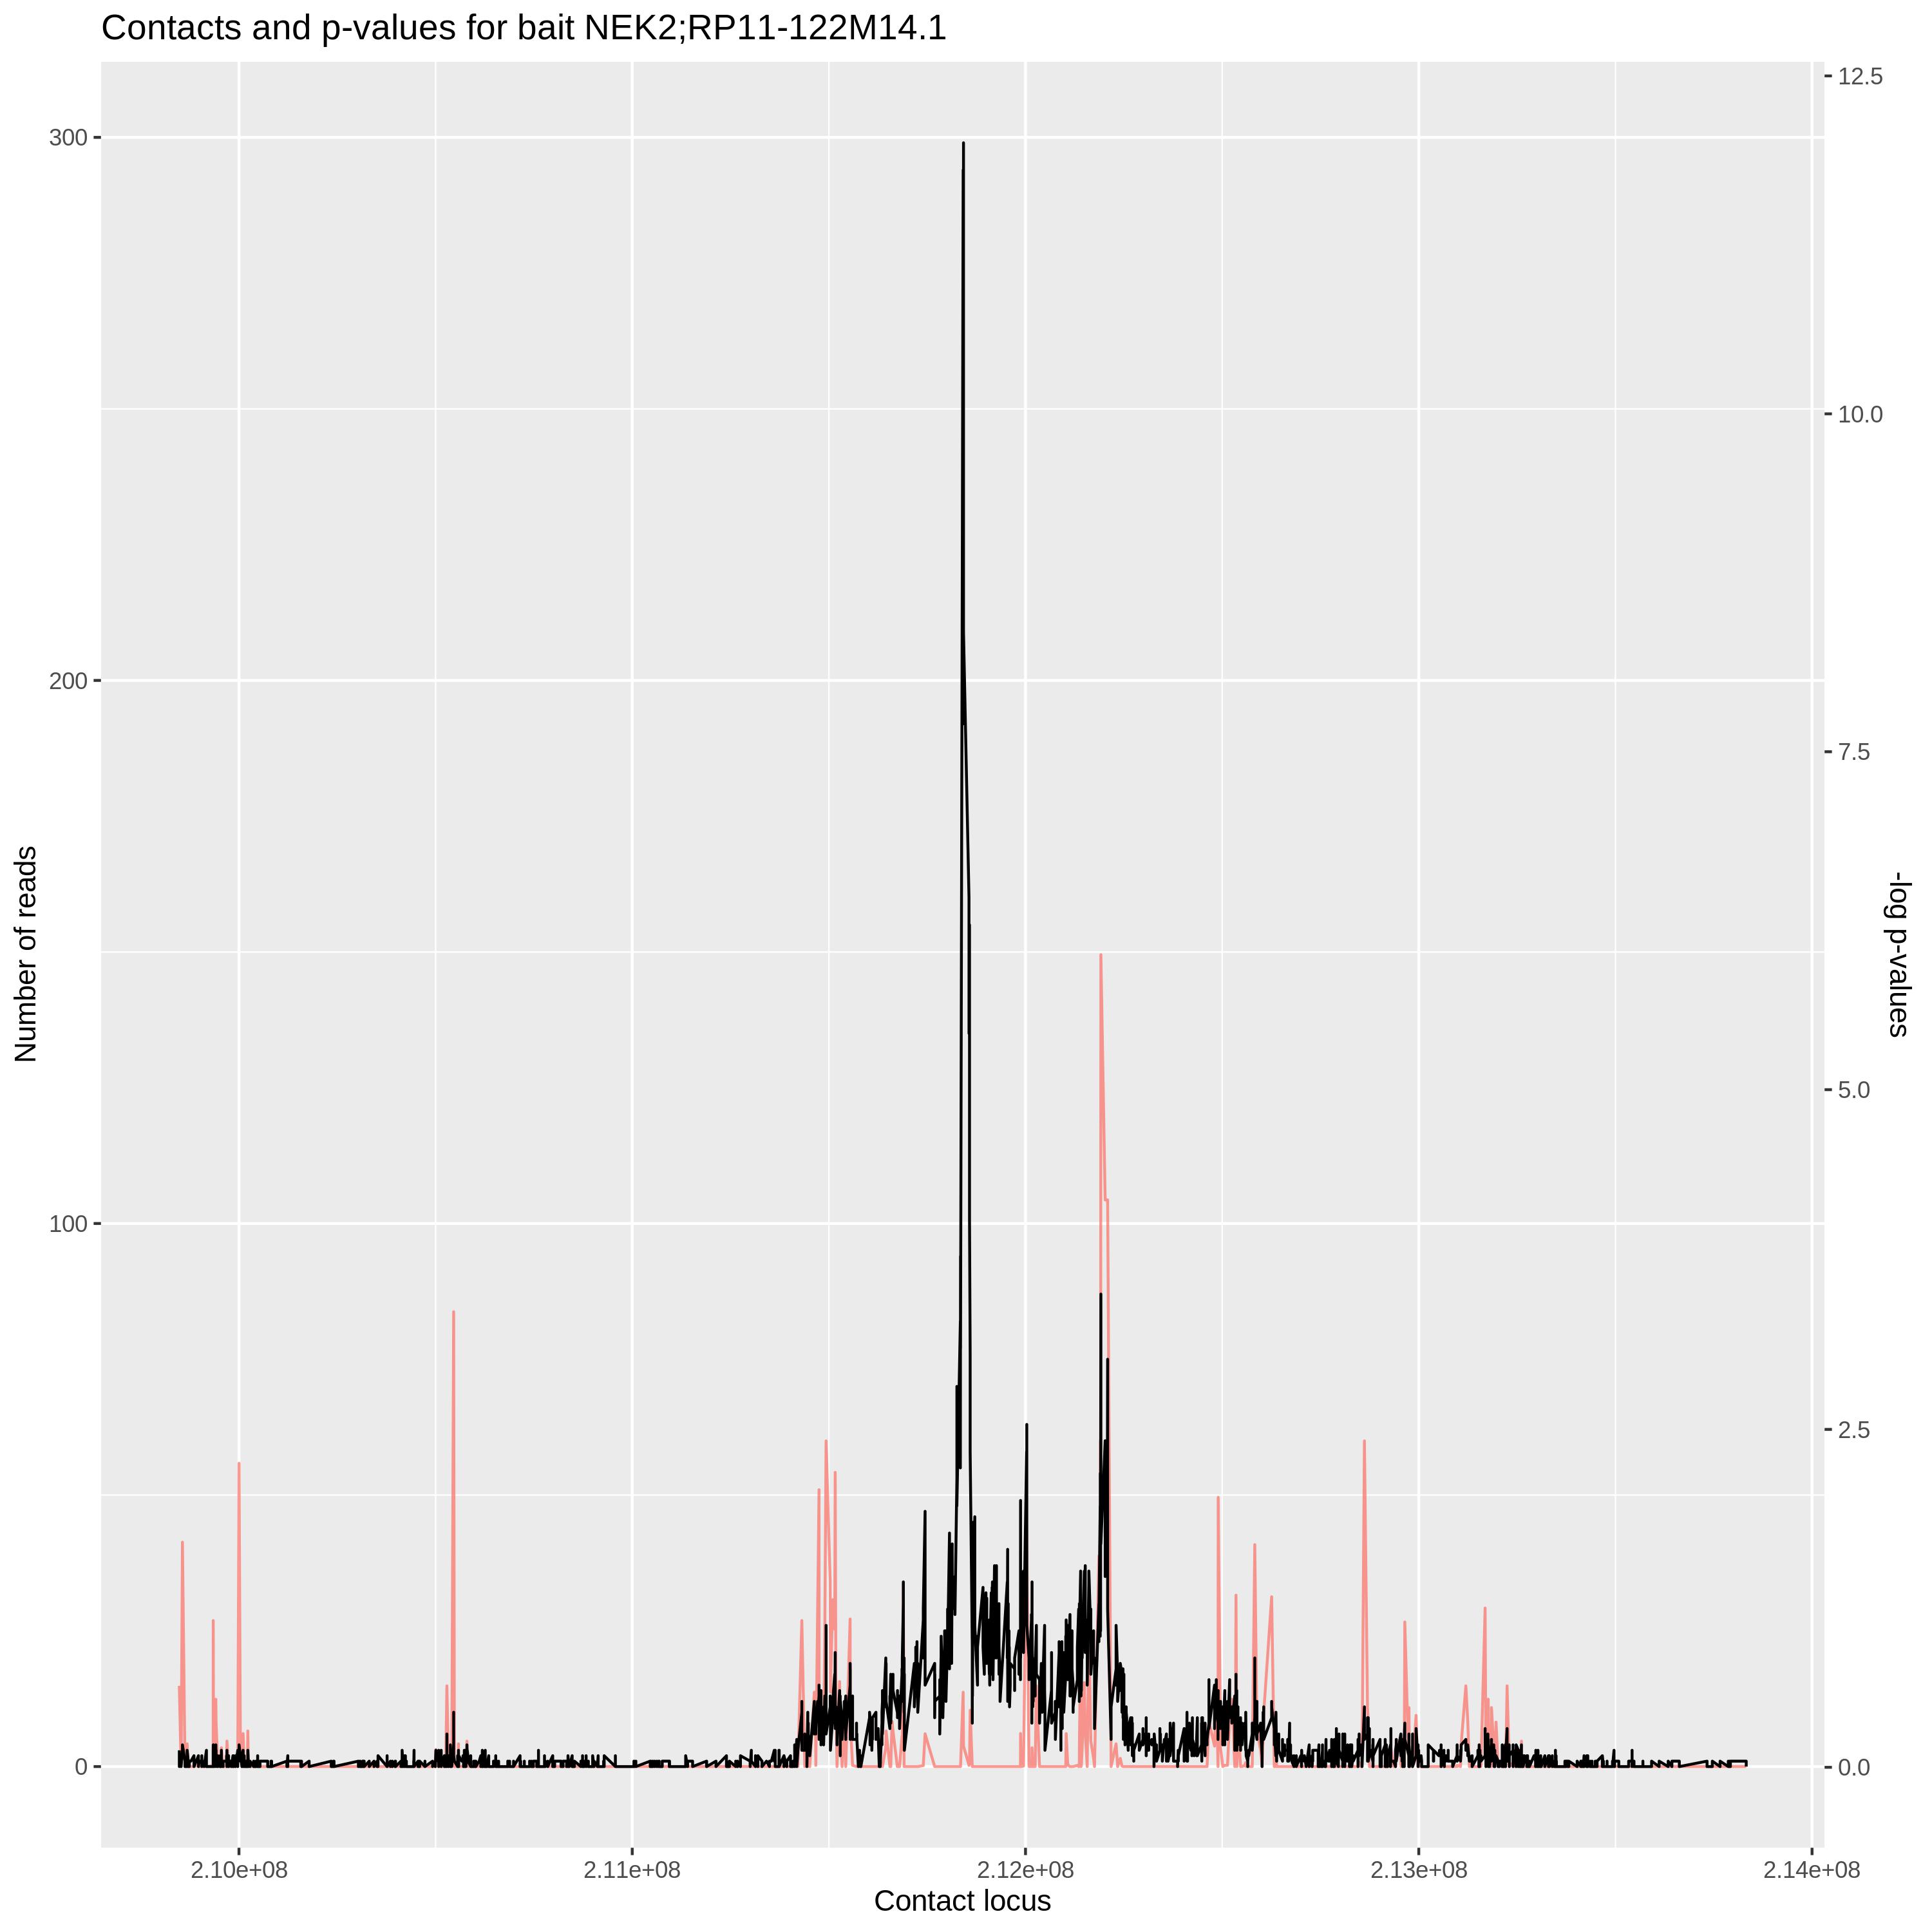 Contacts and p-values for bait NEK2;RP11-122M14.1
300
200
100
0
Number of reads
12.5
10.0
7.5
5.0
2.5
0.0
-log p-values
2.10e+08 2.11e+08 2.12e+08 2.13e+08 2.14e+08
Contact locus